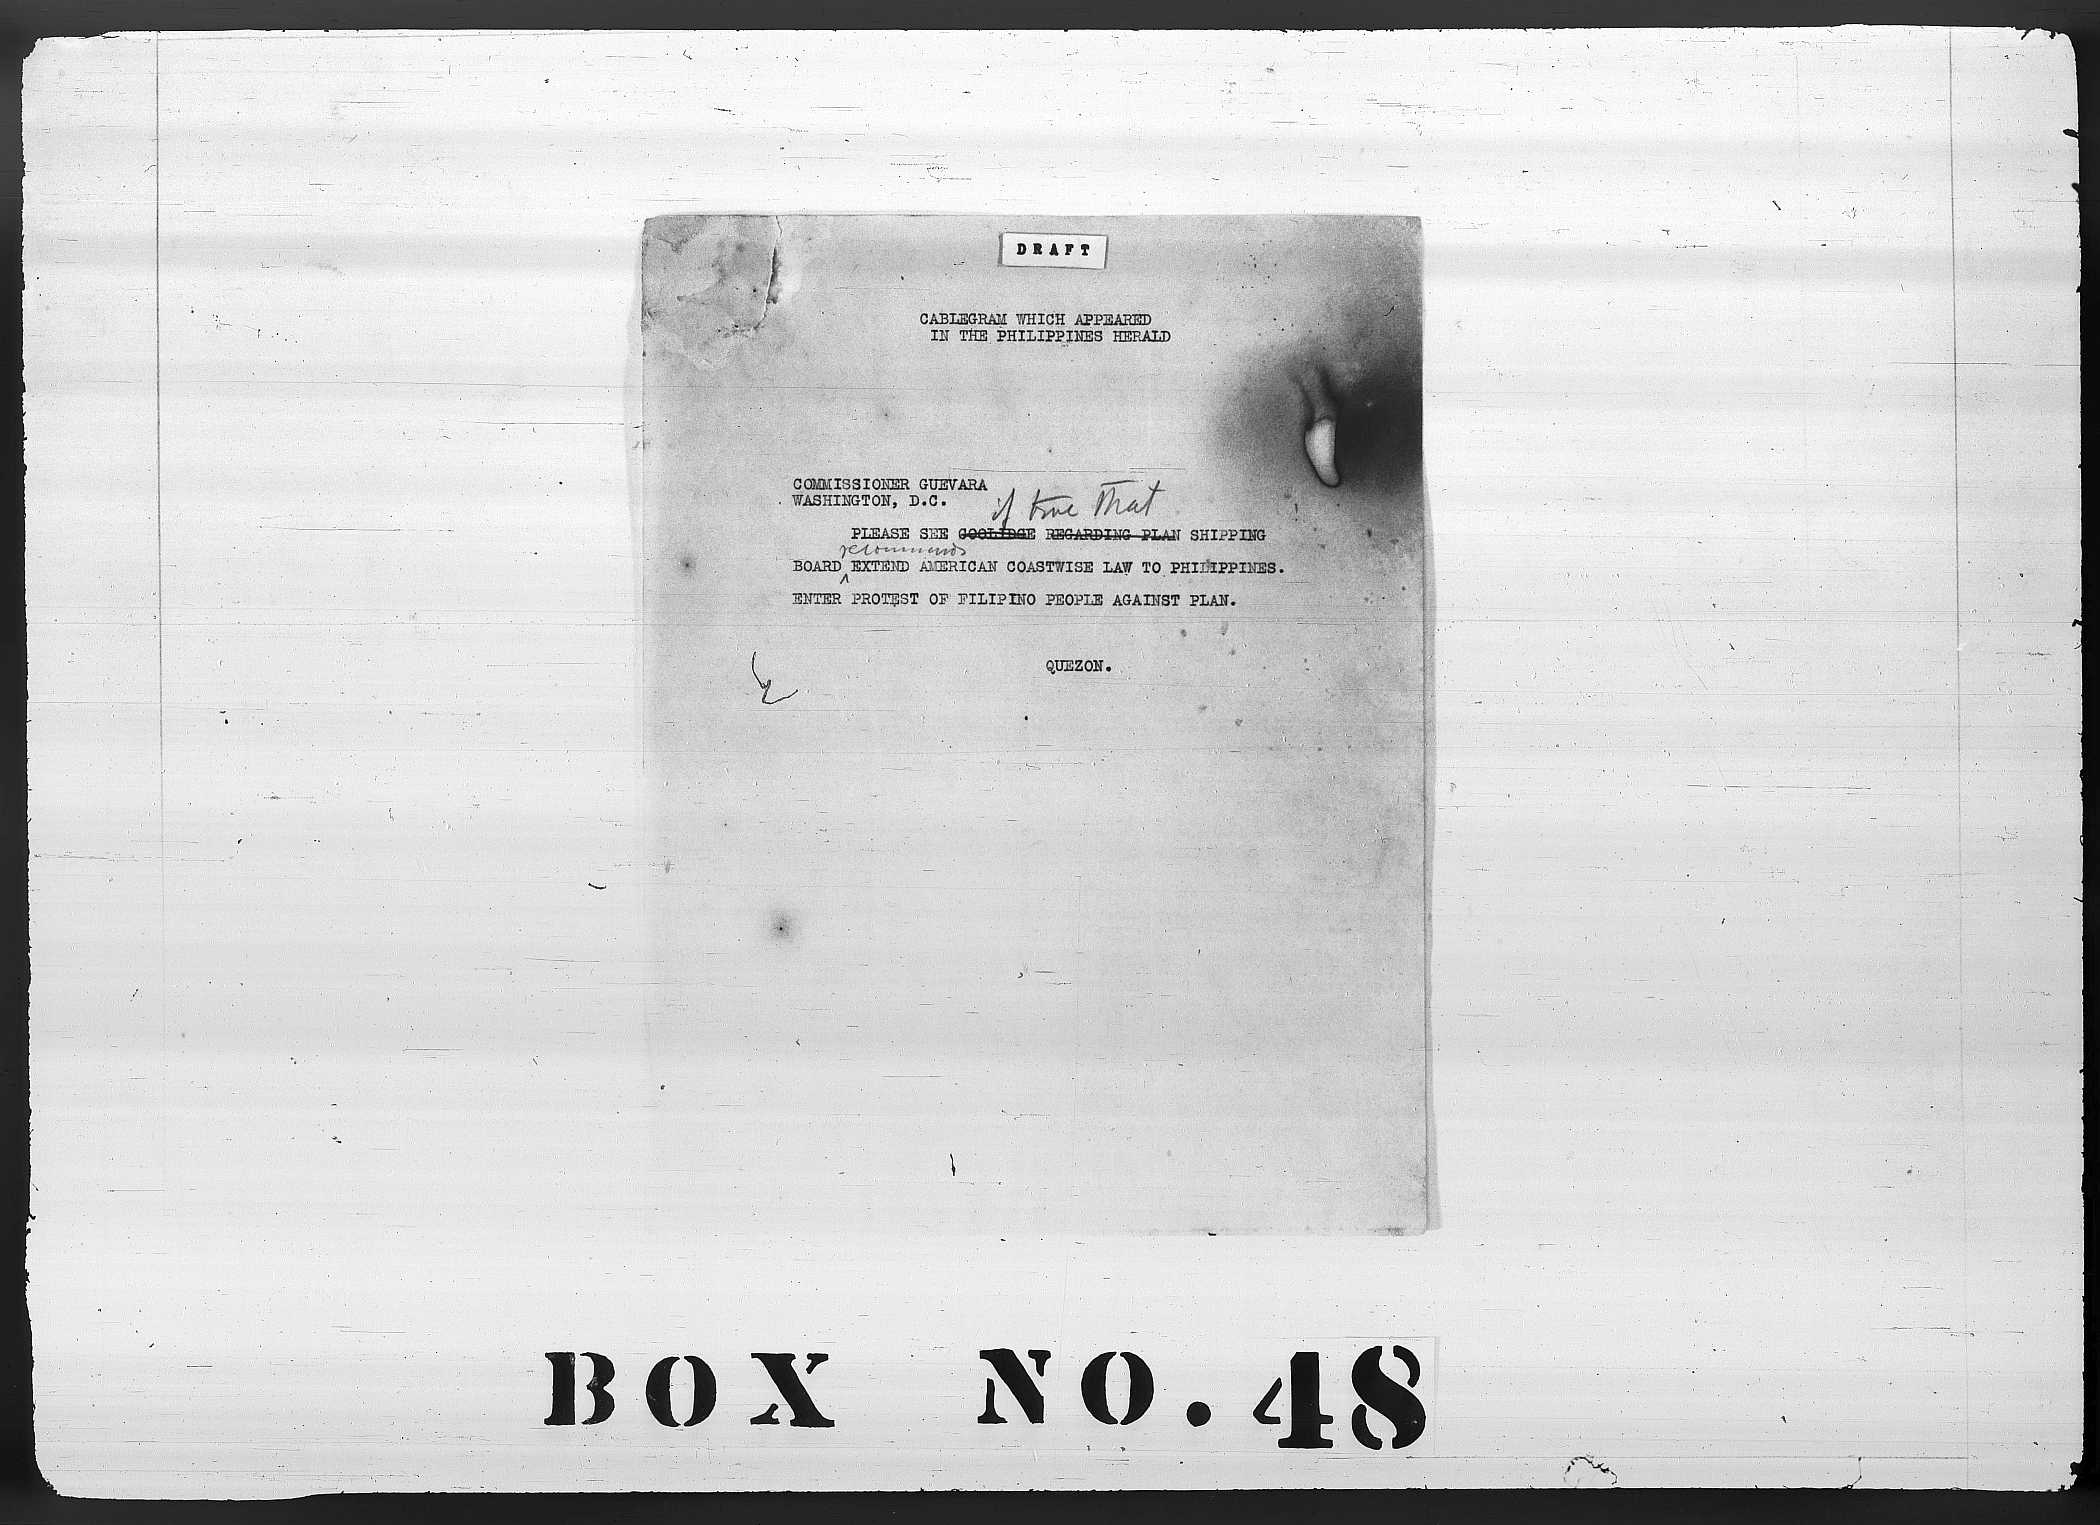 DRAFT
CABLEGRAM WHICH APPEARED
IN THE PHILIPPINES HERALD
COMMISSIONER GUEVARA
WASHINGTON, D.C.
if true that
PLEASE SEE COOLIDGE REGARDING PLAN SHIPPING
recommends
BOARD EXTEND AMERICAN COASTWISE LAW TO PHILIPPINES.
ENTER PROTEST OF FILIPINO PEOPLE AGAINST PLAN.
QUEZON.
BOX NO. 48